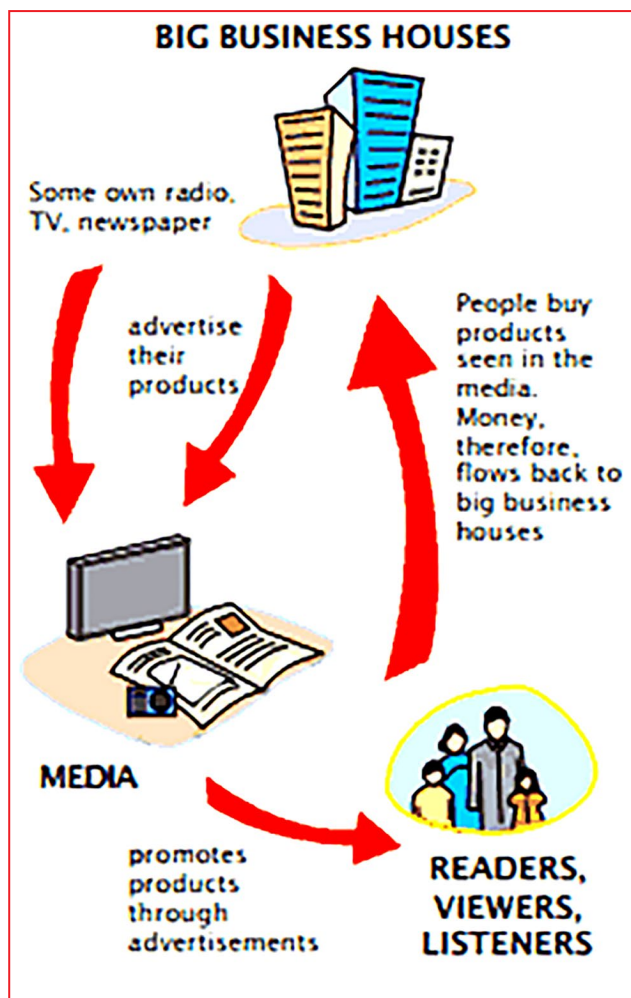 BIG BUSINESS HOUSES
Some own radio,
TV, newspaper
advertise
their
products
People buy
products
seen in the
media.
Money,
therefore,
flows back to
big business
houses
MEDIA
promotes
products
through
advertisements
READERS,
VIEWERS,
LISTENERS